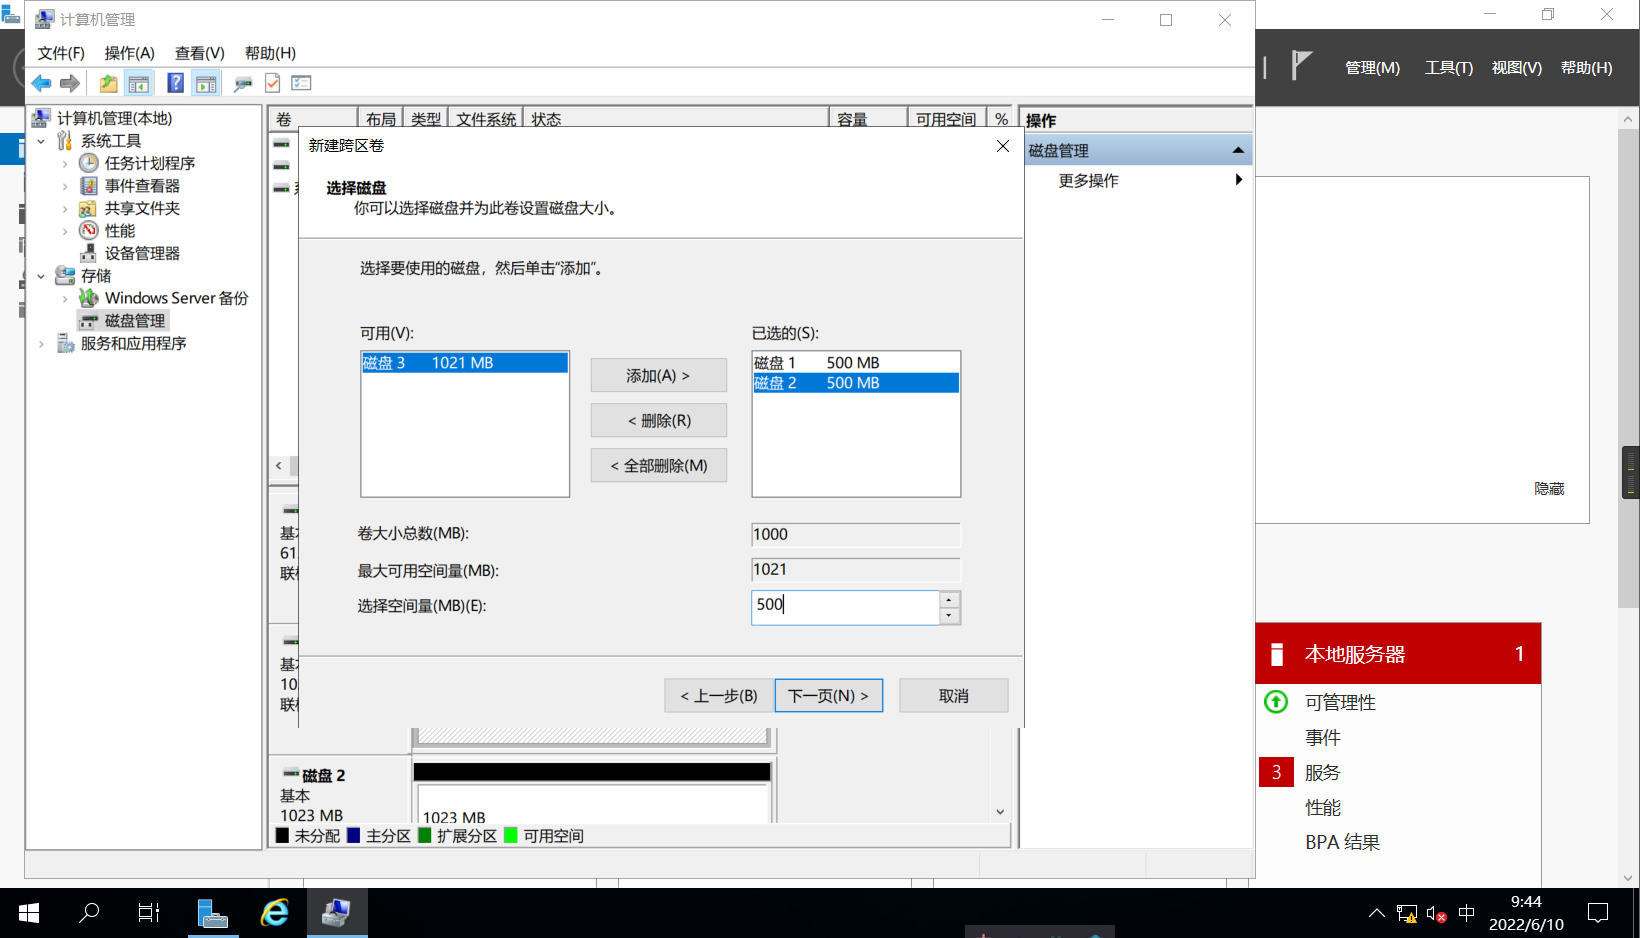 计算机管理
文件(F) 操作(A) 查看(V) 帮助(H)
管理(M) 工具(T) 视图(V) 帮助(H)
计算机管理(本地)
系统工具
任务计划程序
事件查看器
共享文件夹
性能
设备管理器
存储
Windows Server 备份
磁盘管理
服务和应用程序
卷 布局 类型 文件系统 状态 容量 可用空间 %
操作
磁盘管理
更多操作
新建跨区卷
选择磁盘
你可以选择磁盘并为此卷设置磁盘大小。
选择要使用的磁盘，然后单击“添加”。
可用(V):
磁盘 3 1021 MB
添加(A) >
< 删除(R)
< 全部删除(M)
已选的(S):
磁盘 1 500 MB
磁盘 2 500 MB
卷大小总数(MB): 1000
最大可用空间量(MB): 1021
选择空间量(MB)(E): 500
< 上一步(B) 下一页(N) > 取消
基
61
联
基
10
联
磁盘 2
基本
1023 MB
1023 MB
未分配 主分区 扩展分区 可用空间
隐藏
本地服务器 1
可管理性
事件
3 服务
性能
BPA 结果
中
9:44
2022/6/10